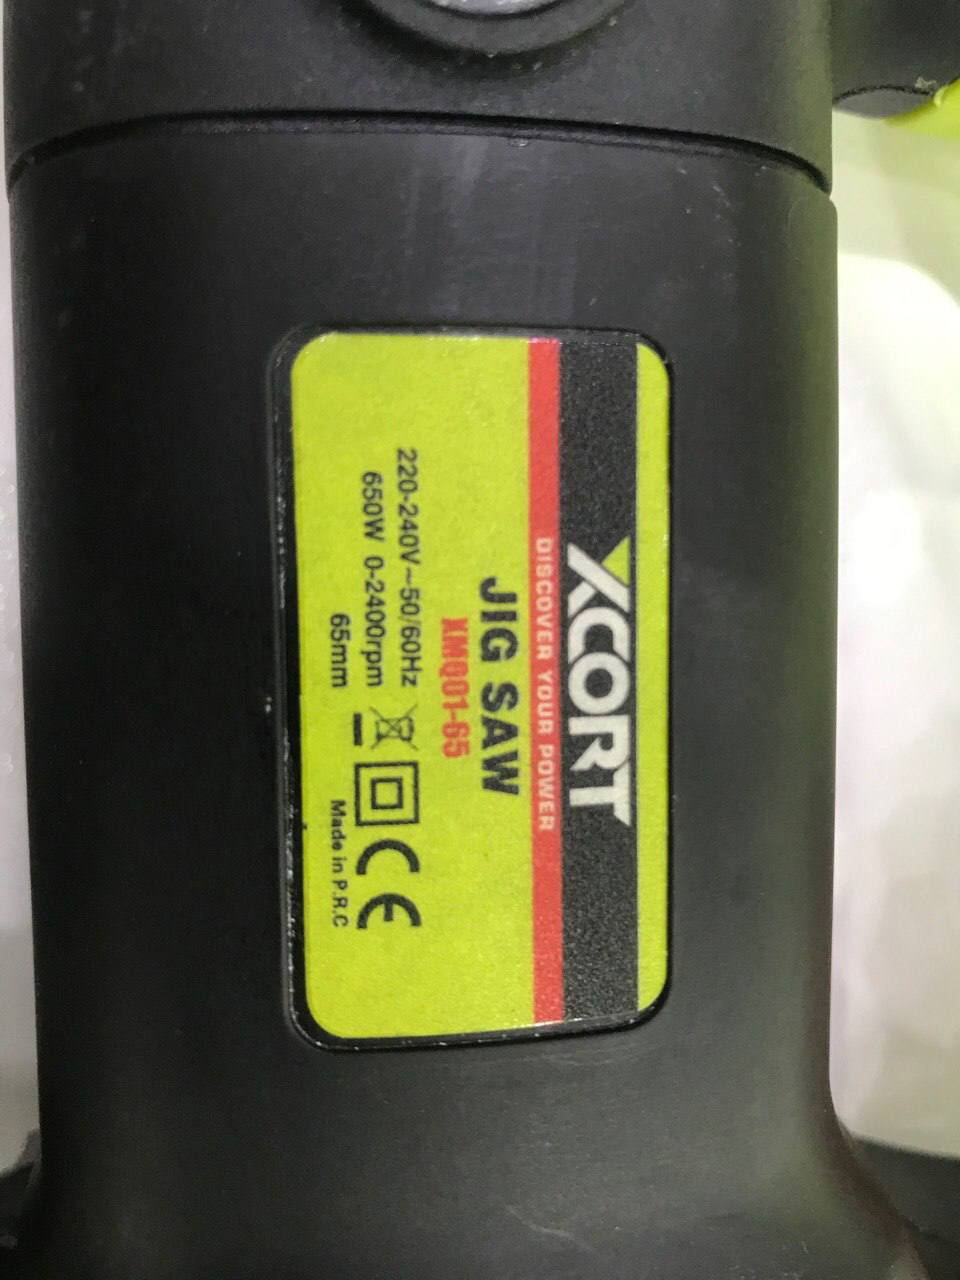 XCORT
DISCOVER YOUR POWER
JIG SAW
XMQ01-65
220-240V~50/60Hz
650W 0-2400rpm
65mm
CE
Made in P.R.C